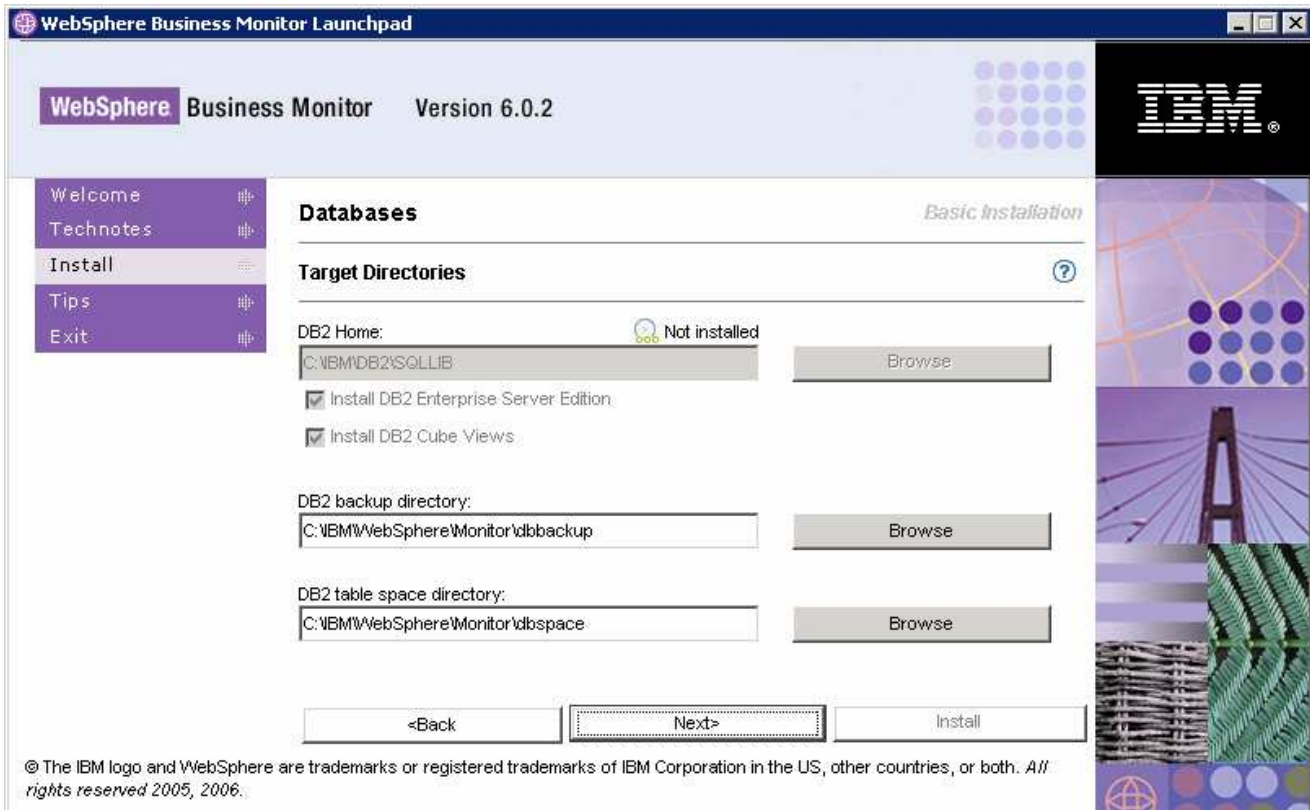 WebSphere Business Monitor Launchpad
WebSphere Business Monitor Version 6.0.2
IBM®
Welcome
Technotes
Install
Tips
Exit
Databases
Basic Installation
Target Directories
?
DB2 Home:
Not installed
C:\IBM\DB2\SQLLIB
Browse
Install DB2 Enterprise Server Edition
Install DB2 Cube Views
DB2 backup directory:
C:\IBM\WebSphere\Monitor\dbbackup
Browse
DB2 table space directory:
C:\IBM\WebSphere\Monitor\dbspace
Browse
<Back
Next>
Install
© The IBM logo and WebSphere are trademarks or registered trademarks of IBM Corporation in the US, other countries, or both. All
rights reserved 2005, 2006.